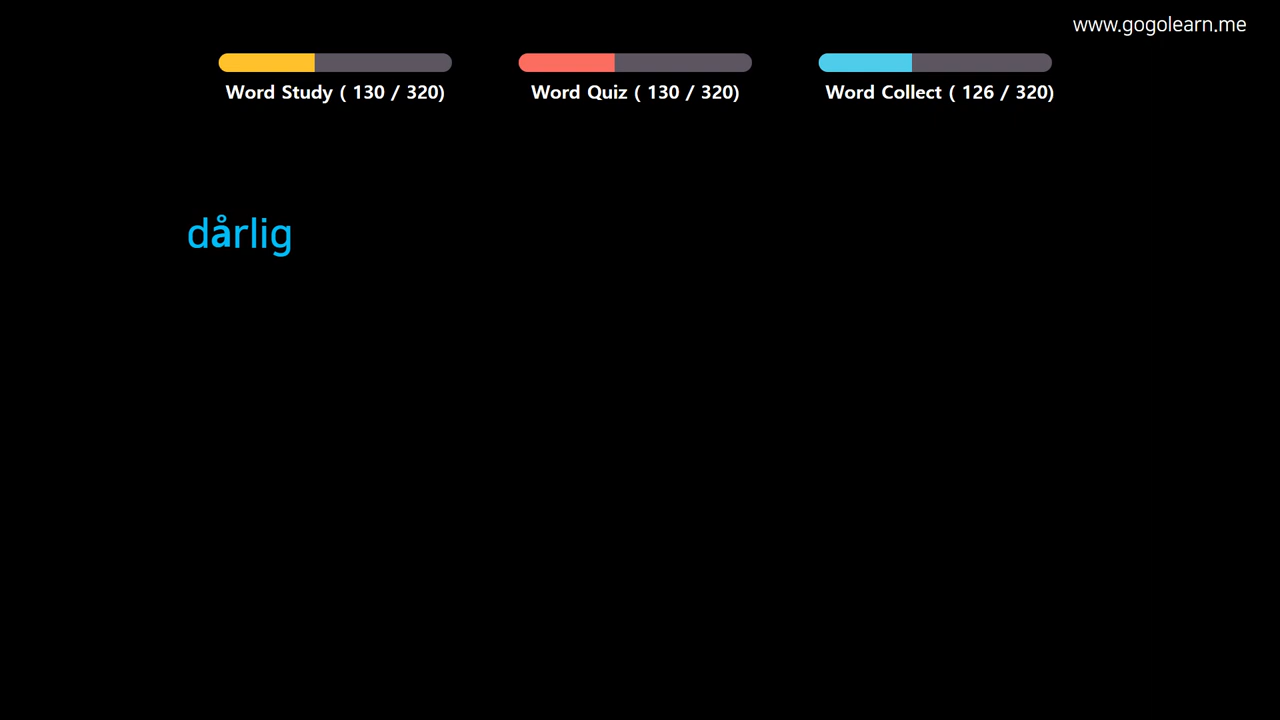 www.gogolearn.me
Word Study ( 130 / 320)
Word Quiz ( 130 / 320)
Word Collect ( 126 / 320)
dårlig